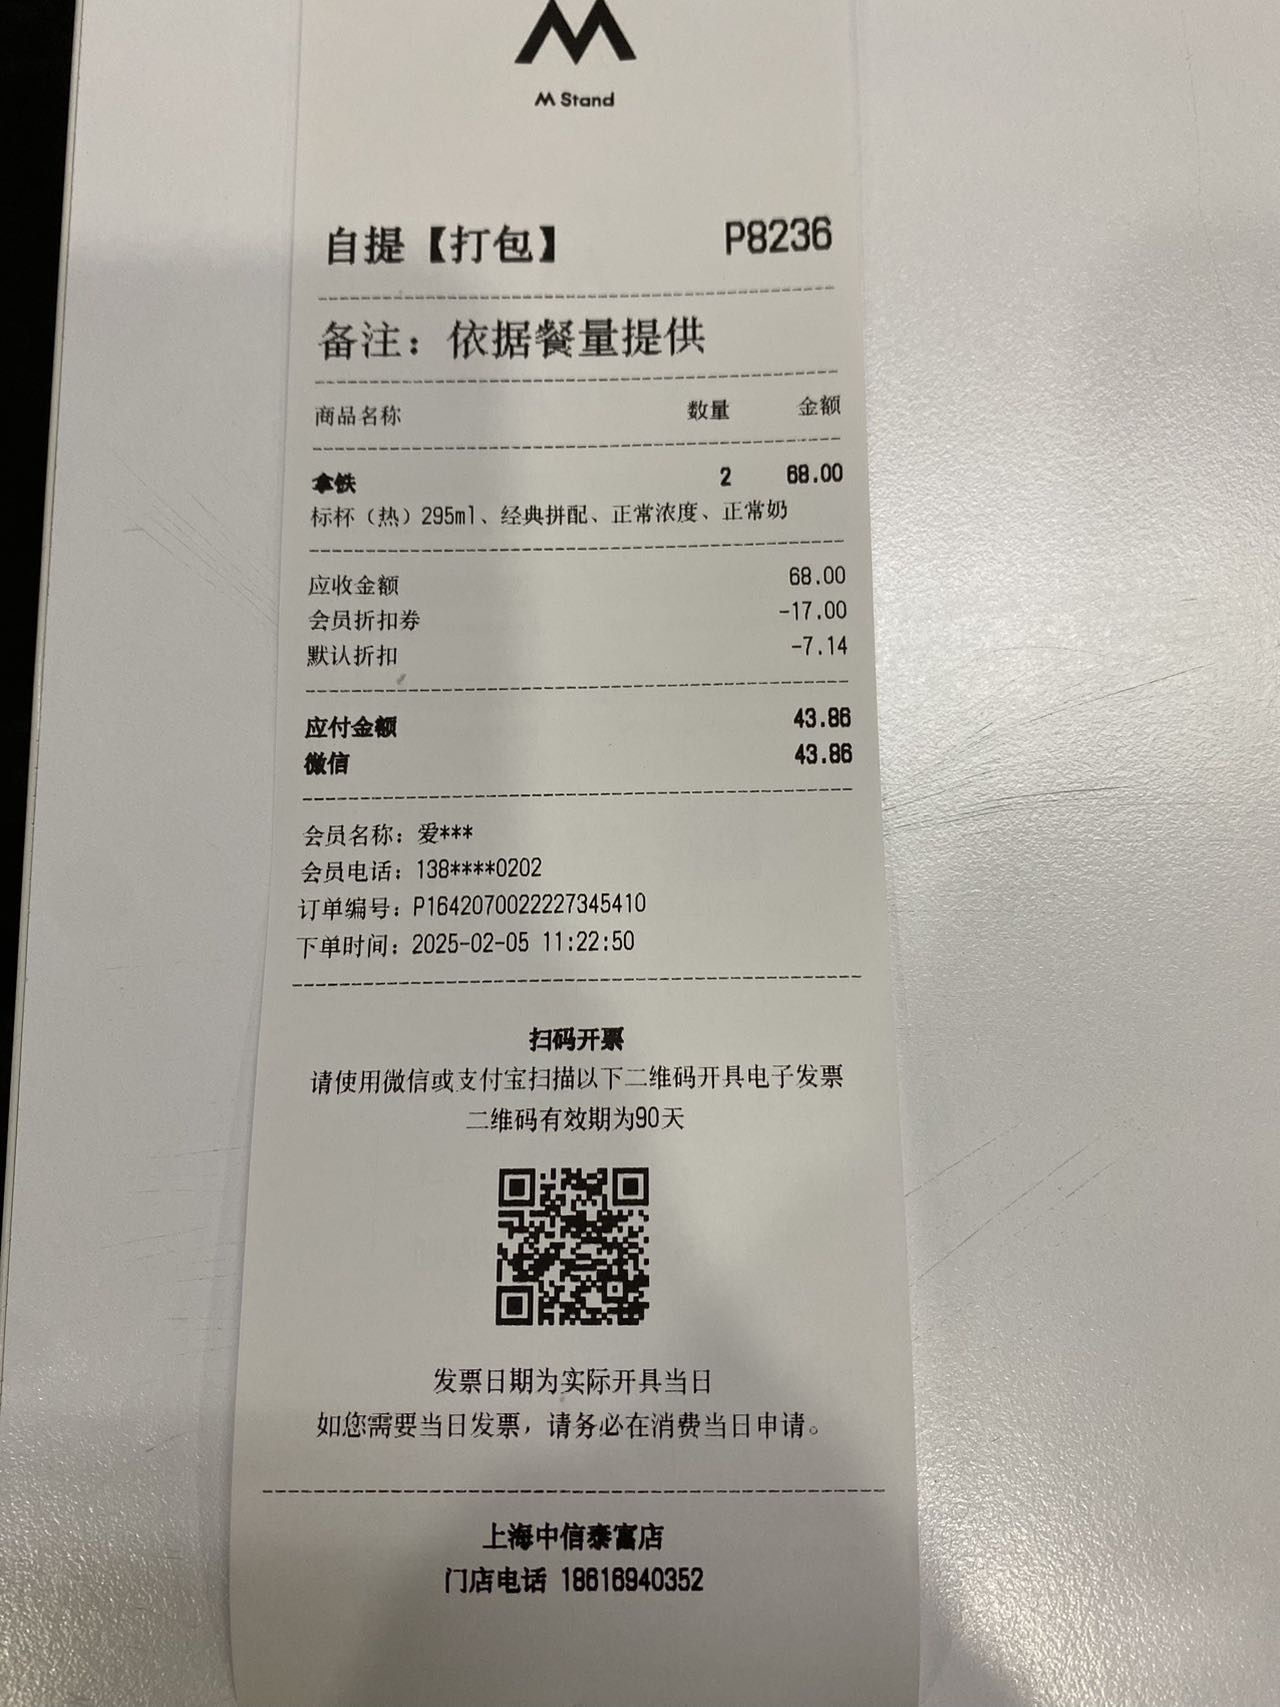 M Stand
自提【打包】 P8236
备注：依据餐量提供
商品名称 数量 金额
拿铁 2 68.00
标杯（热）295ml、经典拼配、正常浓度、正常奶
应收金额 68.00
会员折扣券 -17.00
默认折扣 -7.14
应付金额 43.86
微信 43.86
会员名称：爱***
会员电话：138****0202
订单编号：P1642070022227345410
下单时间：2025-02-05 11:22:50
扫码开票
请使用微信或支付宝扫描以下二维码开具电子发票
二维码有效期为90天
发票日期为实际开具当日
如您需要当日发票，请务必在消费当日申请。
上海中信泰富店
门店电话 18616940352